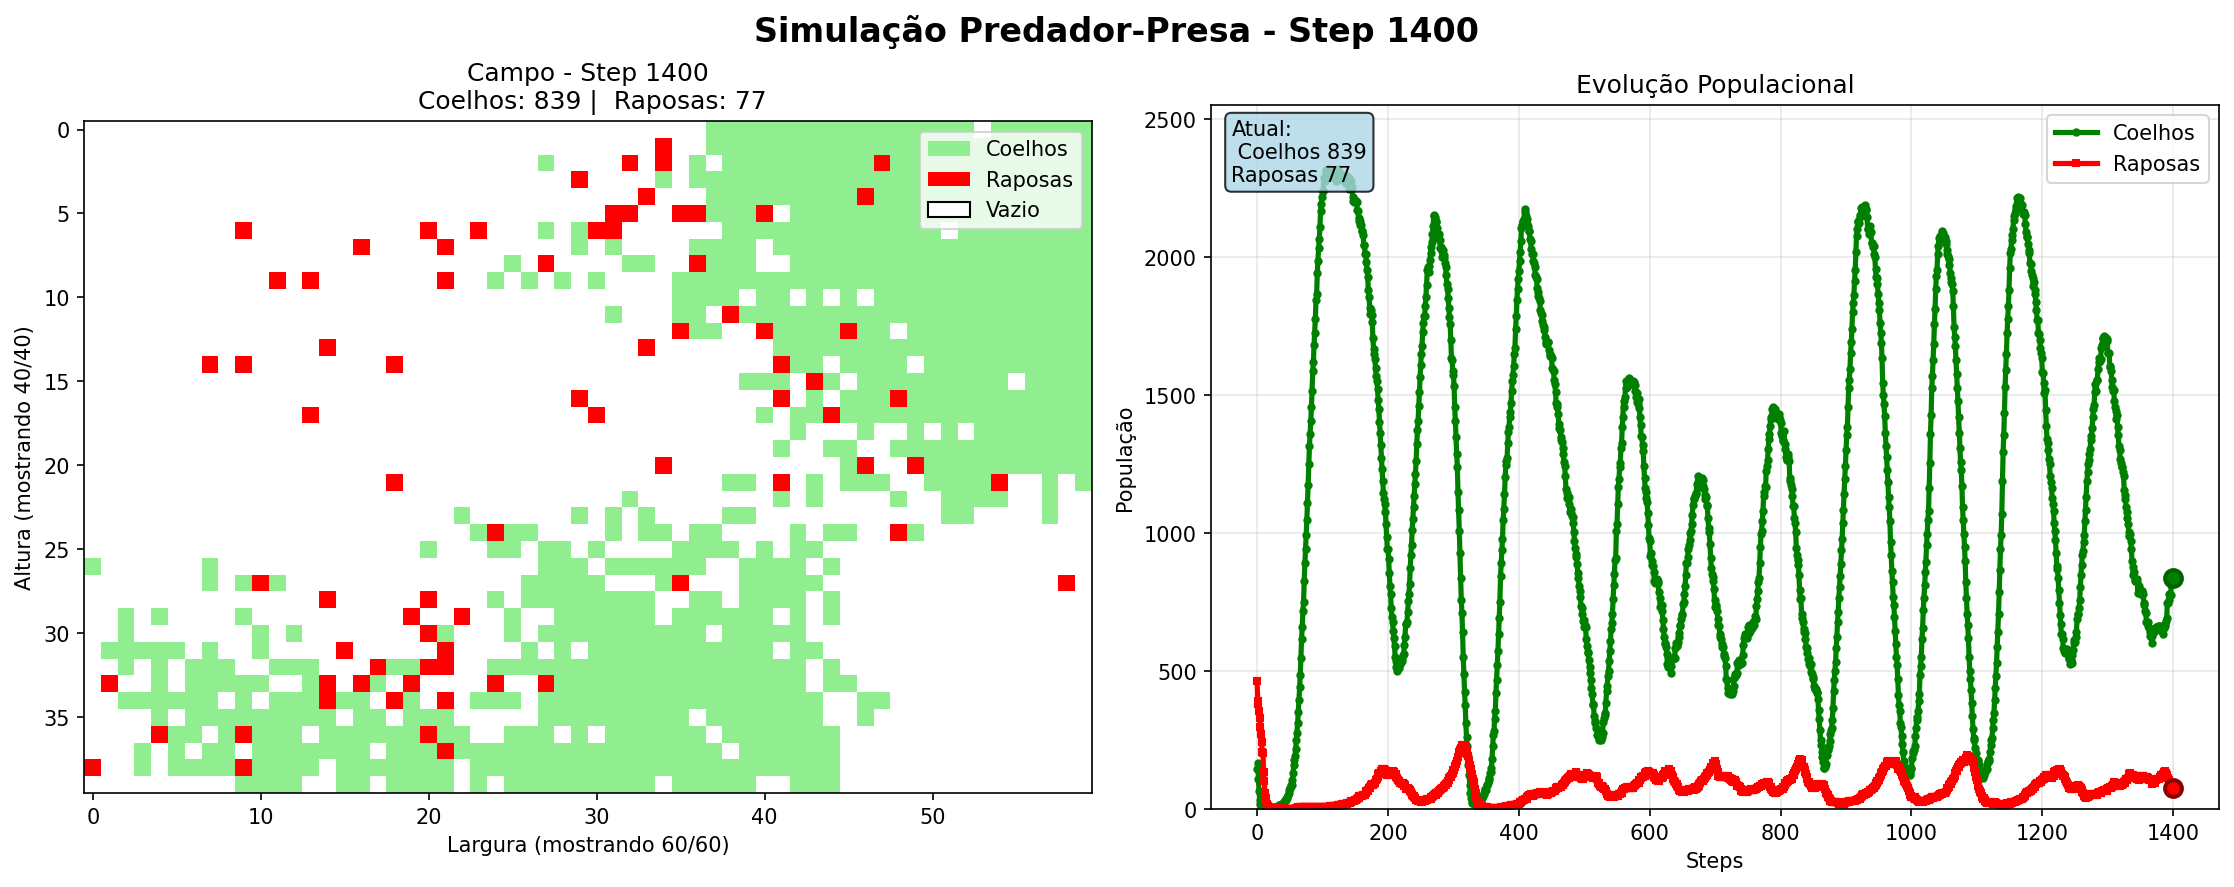 Simulação Predador-Presa - Step 1400
Campo - Step 1400
Coelhos: 839 |  Raposas: 77
Coelhos
Raposas
Vazio
0
5
10
15
20
25
30
35
Altura (mostrando 40/40)
0
10
20
30
40
50
Largura (mostrando 60/60)
Evolução Populacional
Atual:
Coelhos 839
Raposas 77
Coelhos
Raposas
2500
2000
1500
1000
500
0
População
0
200
400
600
800
1000
1200
1400
Steps